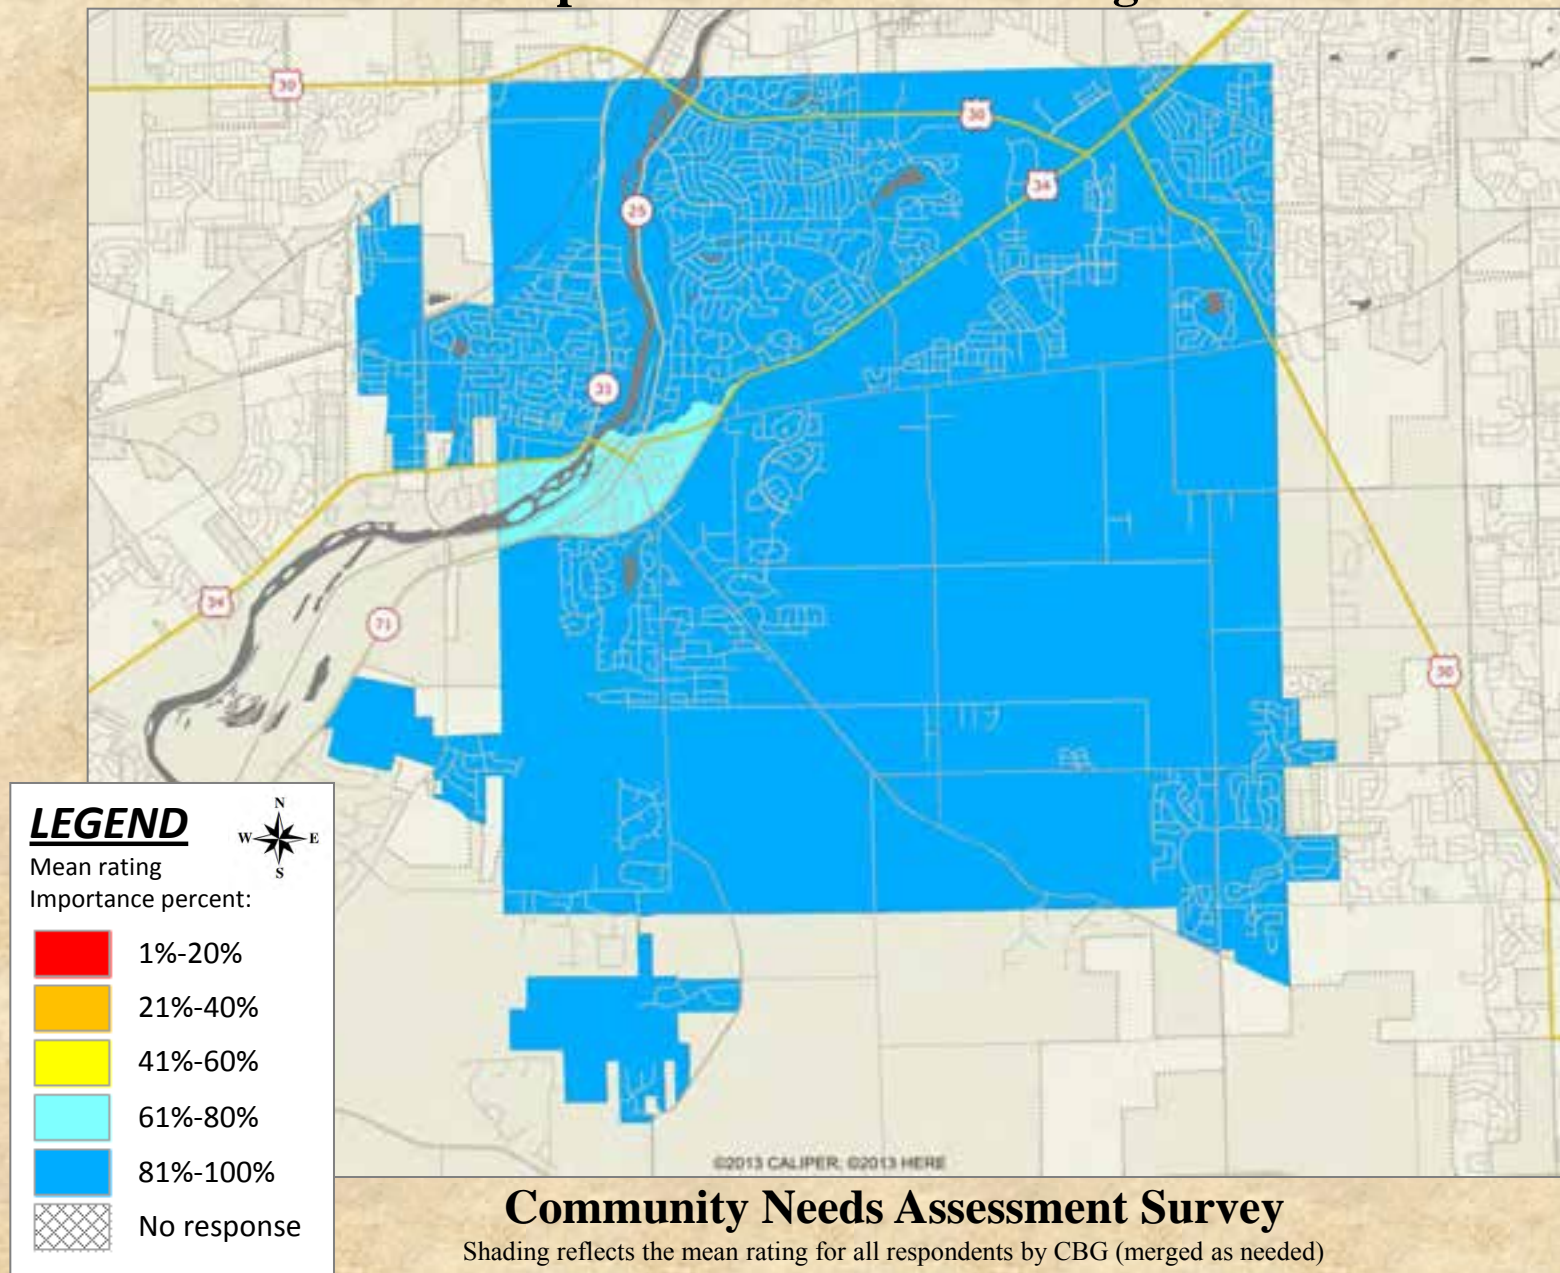 30
30
34
25
31
34
71
30
LEGEND
N
W E
S
Mean rating
Importance percent:
1%-20%
21%-40%
41%-60%
61%-80%
81%-100%
No response
©2013 CALIPER; ©2013 HERE
Community Needs Assessment Survey
Shading reflects the mean rating for all respondents by CBG (merged as needed)